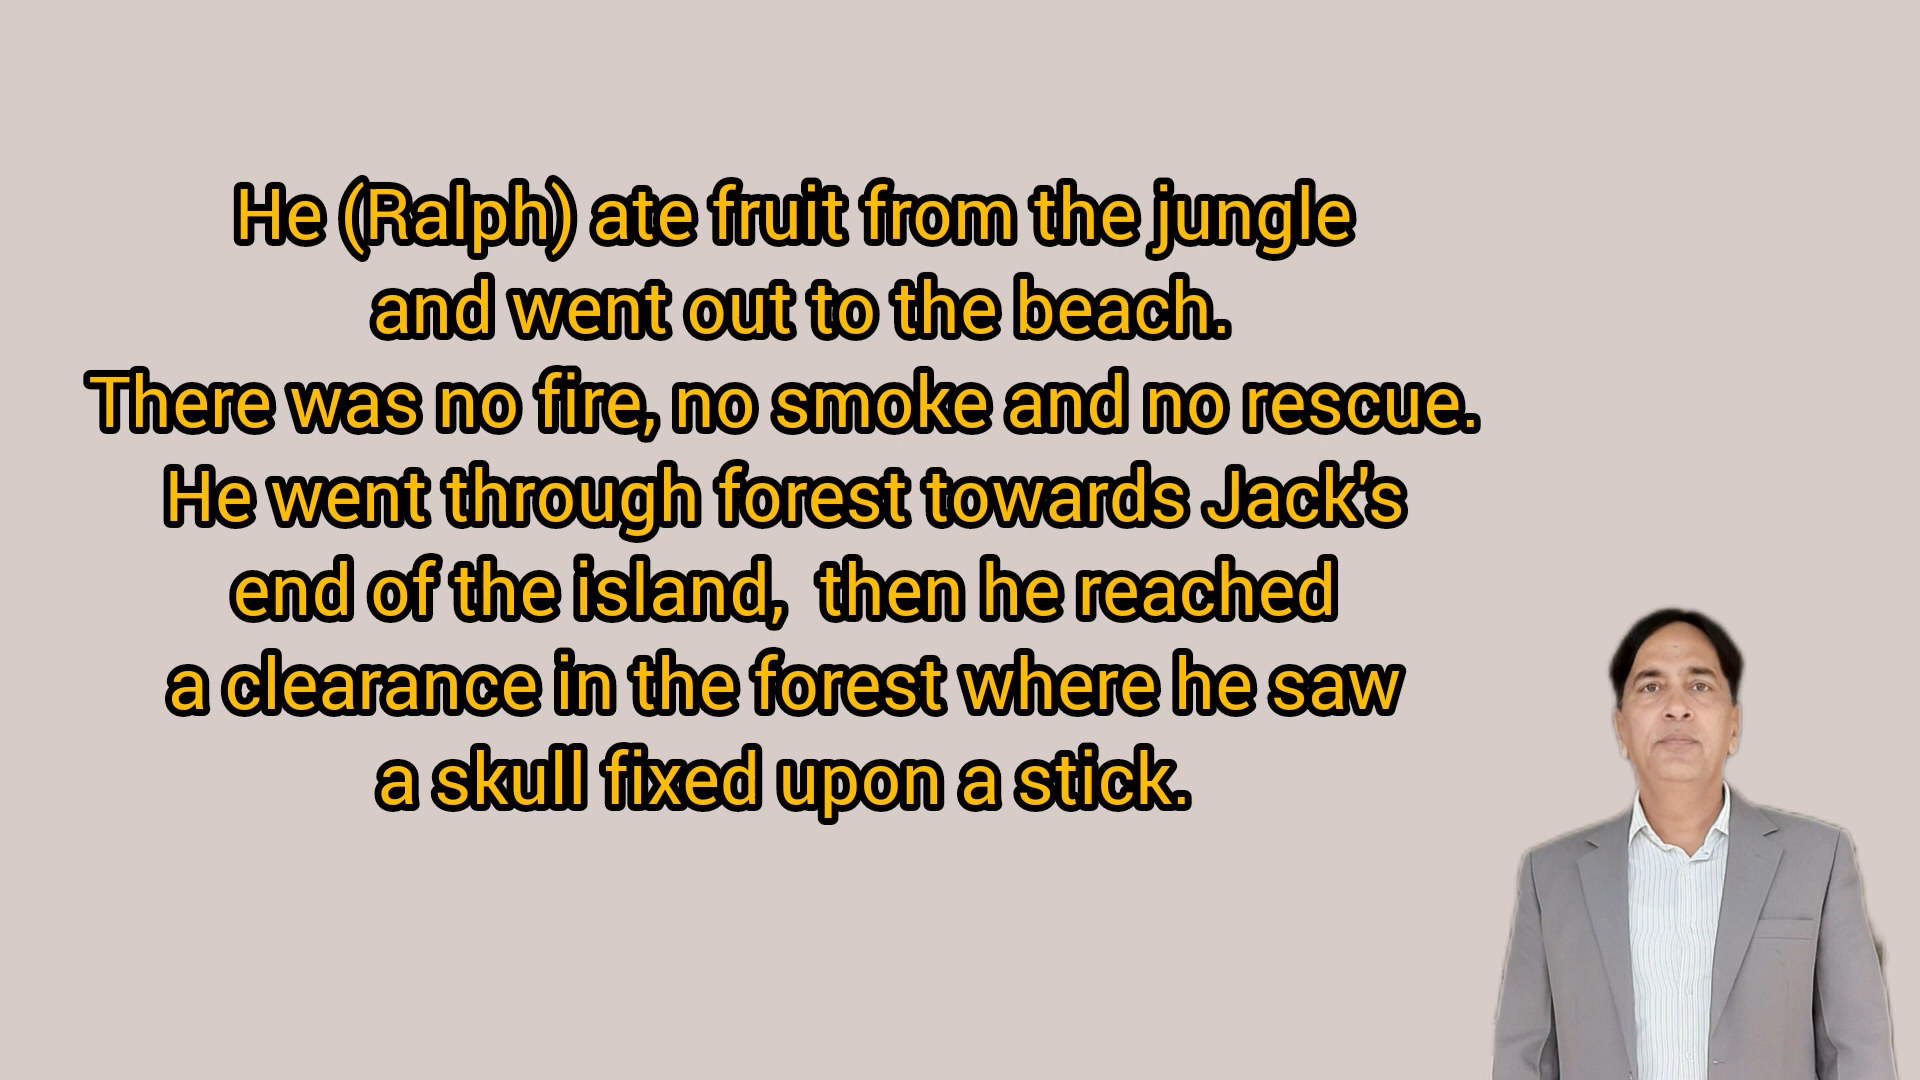 He (Ralph) ate fruit from the jungle
and went out to the beach.
There was no fire, no smoke and no rescue.
He went through forest towards Jack's
end of the island,  then he reached
a clearance in the forest where he saw
a skull fixed upon a stick.